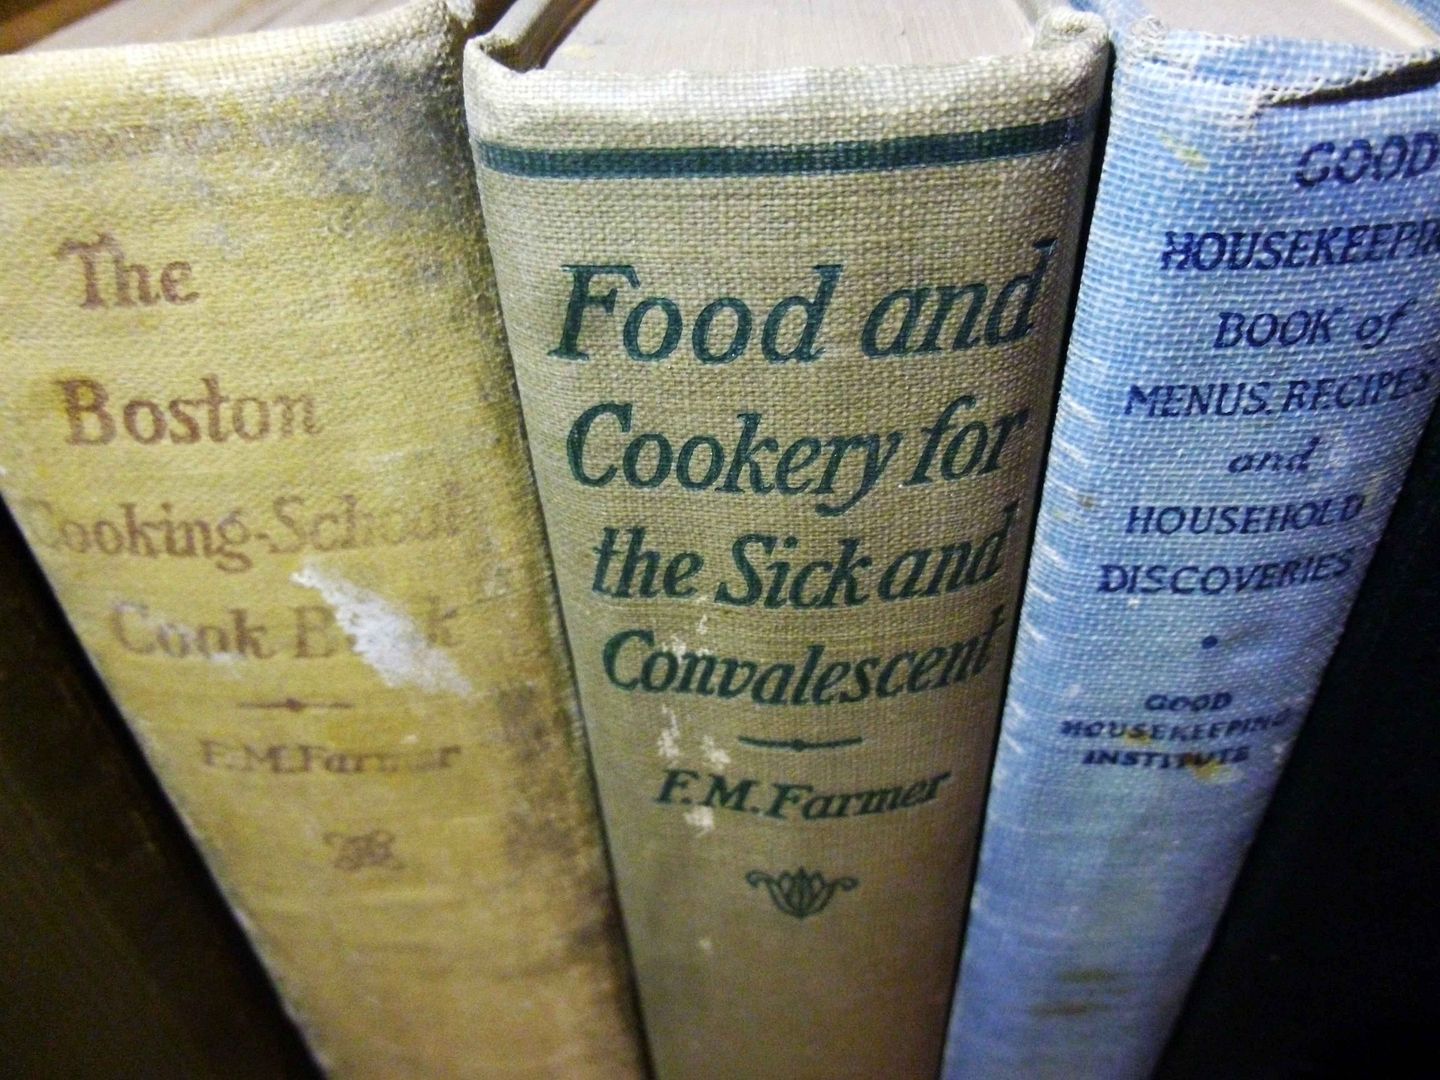 The
Boston
Cooking-School
Cook Book
F.M.Farmer
Food and
Cookery for
the Sick and
Convalescent
F.M.Farmer
GOOD
HOUSEKEEPING
BOOK of
MENUS, RECIPES
and
HOUSEHOLD
DISCOVERIES
GOOD
HOUSEKEEPING
INSTITUTE